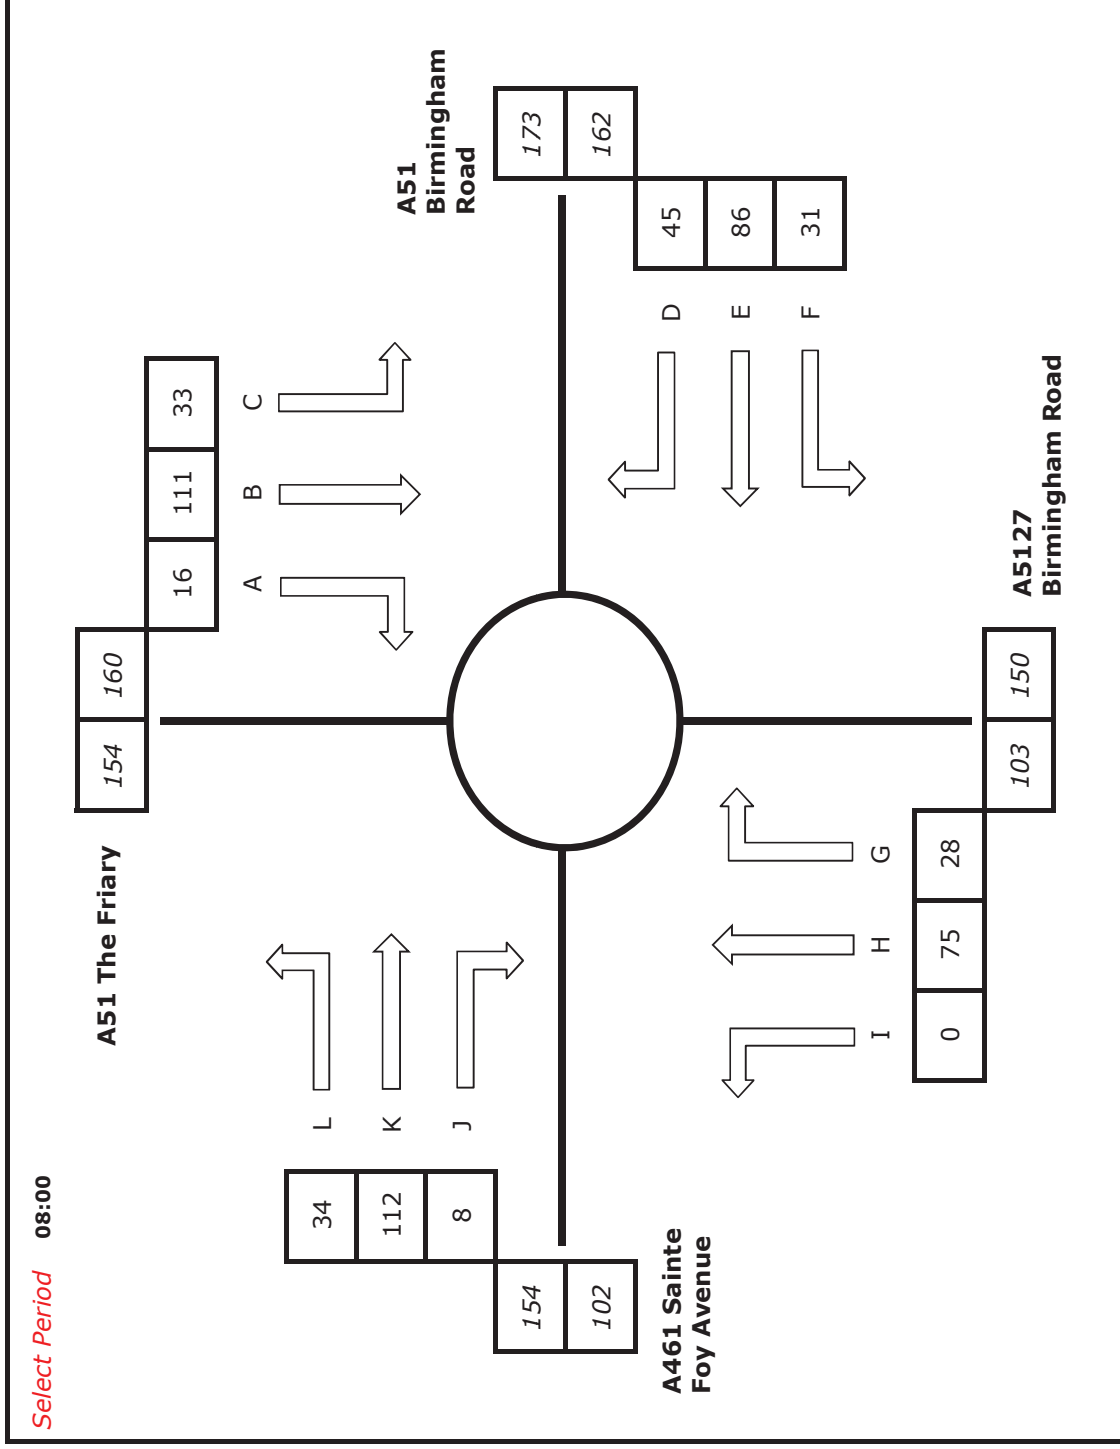 Select Period 08:00
A51 The Friary
154 160
16 111 33
A B C
34 L
112 K
8 J
A51
Birmingham
Road
154
102
173
162
A461 Sainte
Foy Avenue
D 45
E 86
F 31
I H G
0 75 28
103 150
A5127
Birmingham Road